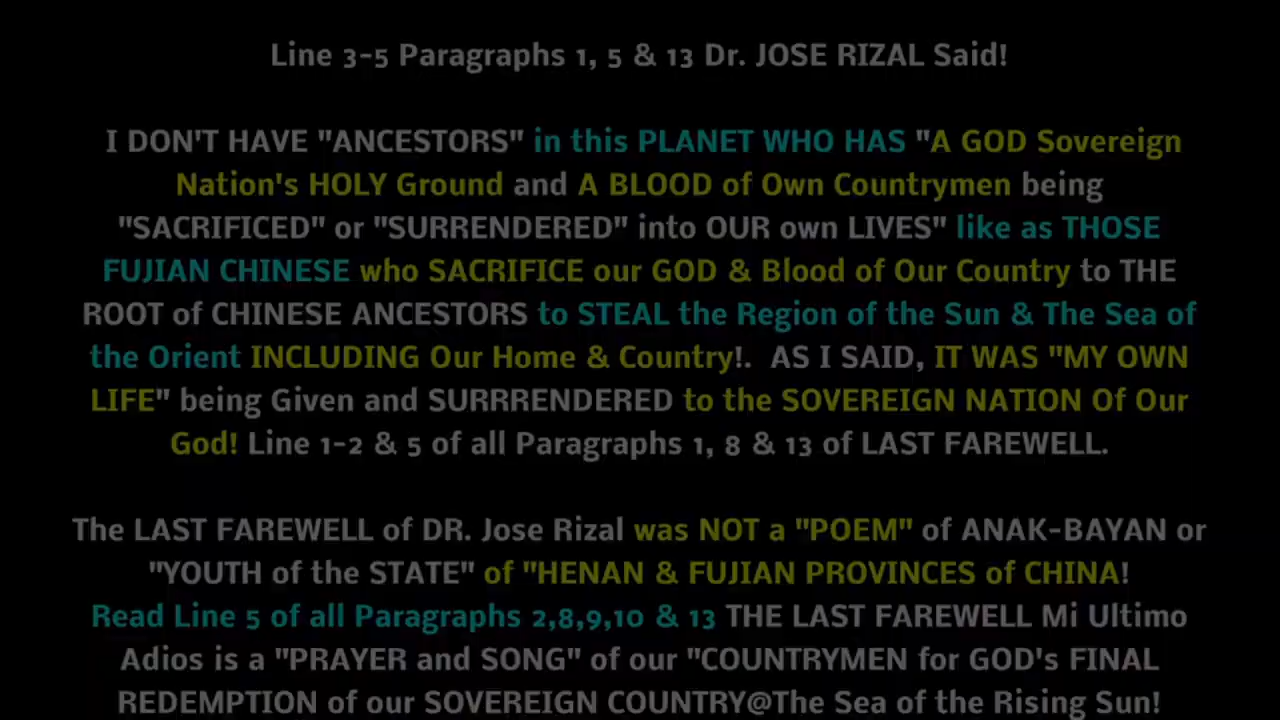 Line 3-5 Paragraphs 1, 5 & 13 Dr. JOSE RIZAL Said!
I DON'T HAVE "ANCESTORS" in this PLANET WHO HAS "A GOD Sovereign
Nation's HOLY Ground and A BLOOD of Own Countrymen being
"SACRIFICED" or "SURRENDERED" into OUR own LIVES" like as THOSE
FUJIAN CHINESE who SACRIFICE our GOD & Blood of Our Country to THE
ROOT of CHINESE ANCESTORS to STEAL the Region of the Sun & The Sea of
the Orient INCLUDING Our Home & Country!. AS I SAID, IT WAS "MY OWN
LIFE" being Given and SURRRENDERED to the SOVEREIGN NATION Of Our
God! Line 1-2 & 5 of all Paragraphs 1, 8 & 13 of LAST FAREWELL.
The LAST FAREWELL of DR. Jose Rizal was NOT a "POEM" of ANAK-BAYAN or
"YOUTH of the STATE" of "HENAN & FUJIAN PROVINCES of CHINA!
Read Line 5 of all Paragraphs 2,8,9,10 & 13 THE LAST FAREWELL Mi Ultimo
Adios is a "PRAYER and SONG" of our "COUNTRYMEN for GOD's FINAL
REDEMPTION of our SOVEREIGN COUNTRY@The Sea of the Rising Sun!